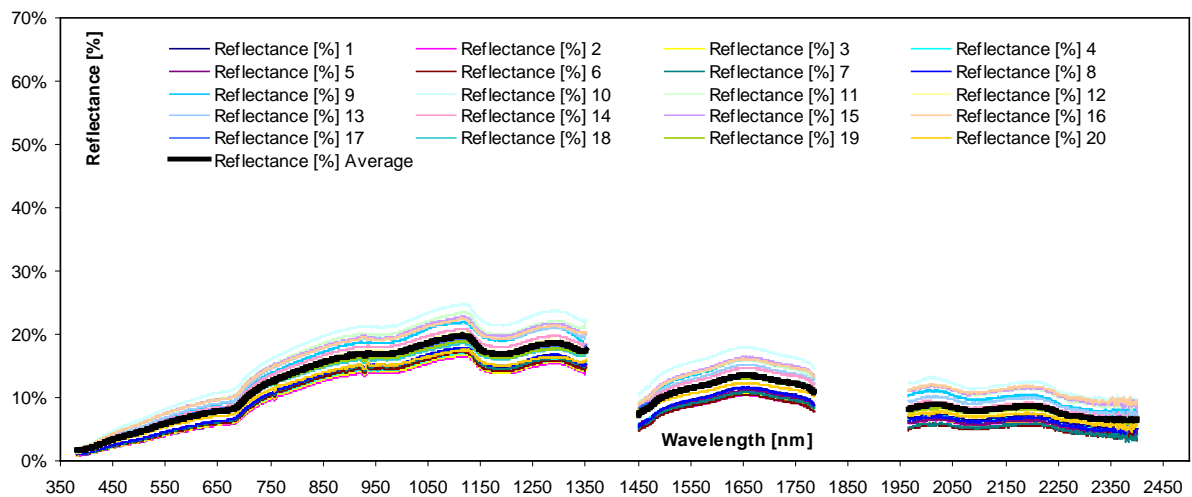 70%
60%
50%
40%
30%
20%
10%
0%
Reflectance [%]
Reflectance [%] 1 Reflectance [%] 2 Reflectance [%] 3 Reflectance [%] 4
Reflectance [%] 5 Reflectance [%] 6 Reflectance [%] 7 Reflectance [%] 8
Reflectance [%] 9 Reflectance [%] 10 Reflectance [%] 11 Reflectance [%] 12
Reflectance [%] 13 Reflectance [%] 14 Reflectance [%] 15 Reflectance [%] 16
Reflectance [%] 17 Reflectance [%] 18 Reflectance [%] 19 Reflectance [%] 20
Reflectance [%] Average
Wavelength [nm]
350 450 550 650 750 850 950 1050 1150 1250 1350 1450 1550 1650 1750 1850 1950 2050 2150 2250 2350 2450